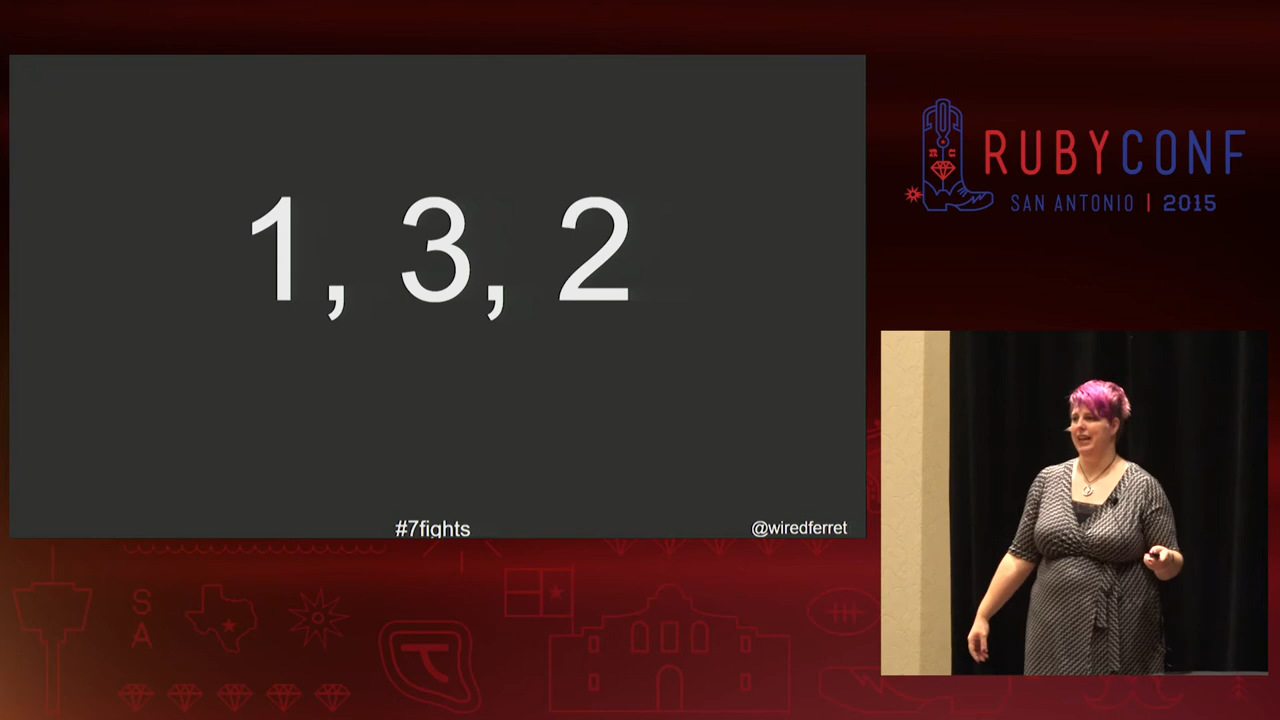 1, 3, 2
#7fights
@wiredferret
RUBYCONF
SAN ANTONIO | 2015
S
A